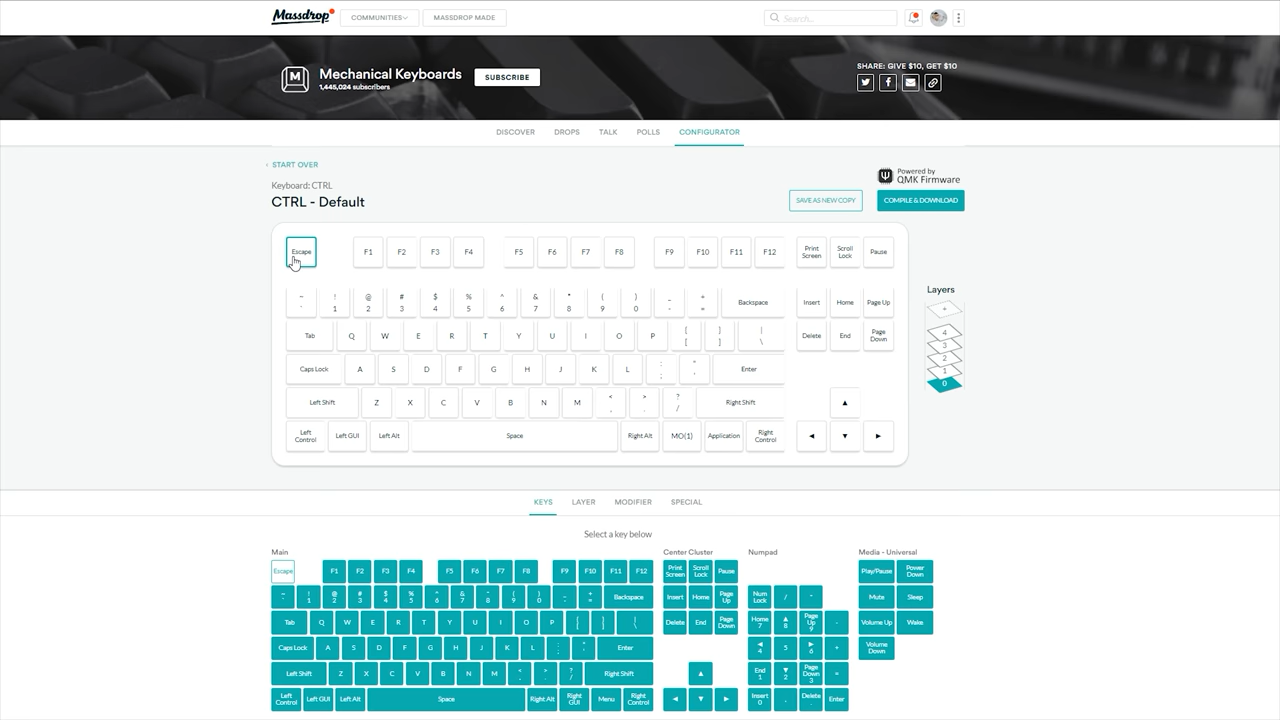 Massdrop
COMMUNITIES
MASSDROP MADE
Search...
M
Mechanical Keyboards
1,445,024 subscribers
SUBSCRIBE
SHARE: GIVE $10, GET $10
DISCOVER DROPS TALK POLLS CONFIGURATOR
‹ START OVER
Powered by
QMK Firmware
Keyboard: CTRL
CTRL - Default
SAVE AS NEW COPY
COMPILE & DOWNLOAD
Escape F1 F2 F3 F4 F5 F6 F7 F8 F9 F10 F11 F12 Print Screen Scroll Lock Pause
~ ! @ # $ % ^ & * ( ) _ +
` 1 2 3 4 5 6 7 8 9 0 - = Backspace Insert Home Page Up
Tab Q W E R T Y U I O P [ [ ] ] | \ Delete End Page Down
Caps Lock A S D F G H J K L : ; " ' Enter
Left Shift Z X C V B N M < , > . ? / Right Shift ▲
Left Control Left GUI Left Alt Space Right Alt MO(1) Application Right Control ◄ ▼ ►
Layers
+
4
3
2
1
0
KEYS LAYER MODIFIER SPECIAL
Select a key below
Main Center Cluster Numpad Media - Universal
Escape F1 F2 F3 F4 F5 F6 F7 F8 F9 F10 F11 F12 Print Screen Scroll Lock Pause Play/Pause Power Down
! 1 @ 2 # 3 $ 4 % 5 ^ 6 & 7 * 8 ( 9 ) 0 Backspace Insert Home Page Up Num Lock / Mute Sleep
Tab Q W E R T Y U I O P Delete End Page Down Home 7 ▲ 8 Page Up 9 - Volume Up Wake
Caps Lock A S D F G H J K L Enter ◄ 4 5 ► 6 + Volume Down
Left Shift Z X C V B N M ? / Right Shift ▲ End 1 ▼ 2 Page Down 3 =
Left Control Left GUI Left Alt Space Right Alt Right GUI Menu Right Control ◄ ▼ ► Insert 0 Delete Enter